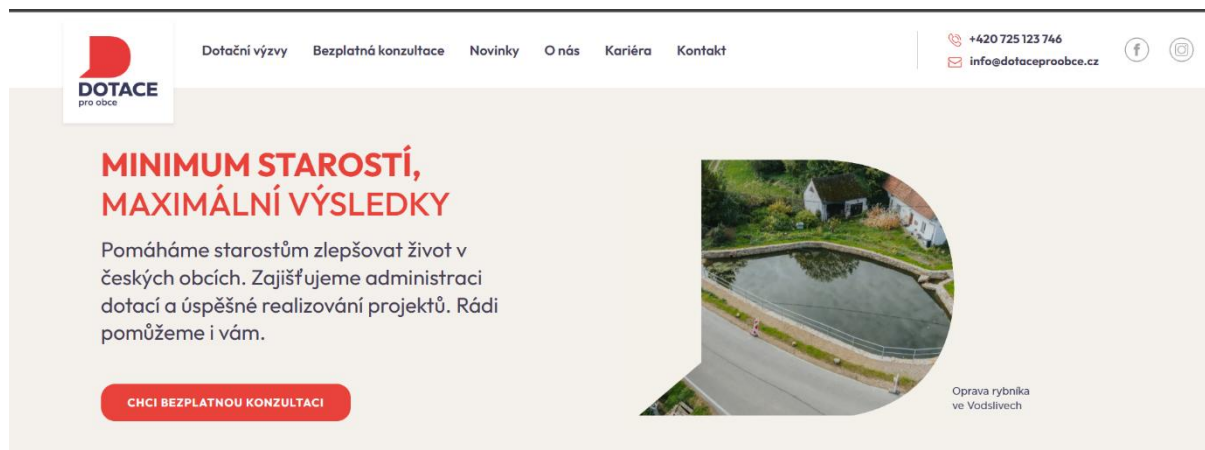 DOTACE
pro obce
Dotační výzvy
Bezplatná konzultace
Novinky
O nás
Kariéra
Kontakt
+420 725 123 746
info@dotaceproobce.cz
MINIMUM STAROSTÍ,
MAXIMÁLNÍ VÝSLEDKY
Pomáháme starostům zlepšovat život v
českých obcích. Zajišťujeme administraci
dotací a úspěšné realizování projektů. Rádi
pomůžeme i vám.
CHCI BEZPLATNOU KONZULTACI
Oprava rybníka
ve Vodslivech